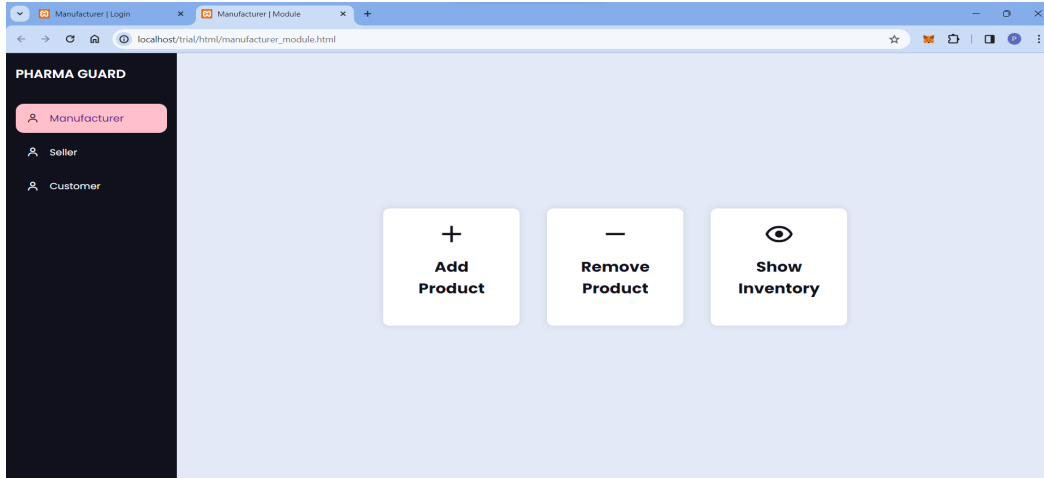 Manufacturer | Login
Manufacturer | Module
localhost/trial/html/manufacturer_module.html
P
PHARMA GUARD
Manufacturer
Seller
Customer
Add
Product
Remove
Product
Show
Inventory